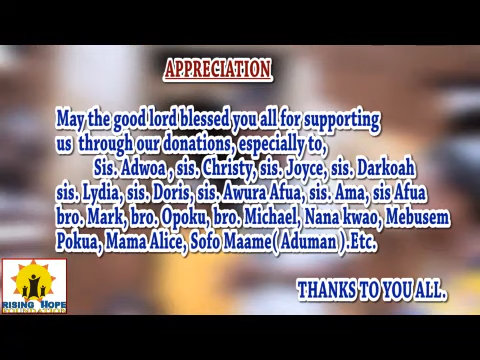 APPRECIATION
May the good lord blessed you all for supporting
us through our donations, especially to,
Sis. Adwoa , sis. Christy, sis. Joyce, sis. Darkoah
sis. Lydia, sis. Doris, sis. Awura Afua, sis. Ama, sis Afua
bro. Mark, bro. Opoku, bro. Michael, Nana kwao, Mebusem
Pokua, Mama Alice, Sofo Maame( Aduman ) .Etc.
THANKS TO YOU ALL.
RISING HOPE
FOUNDATION